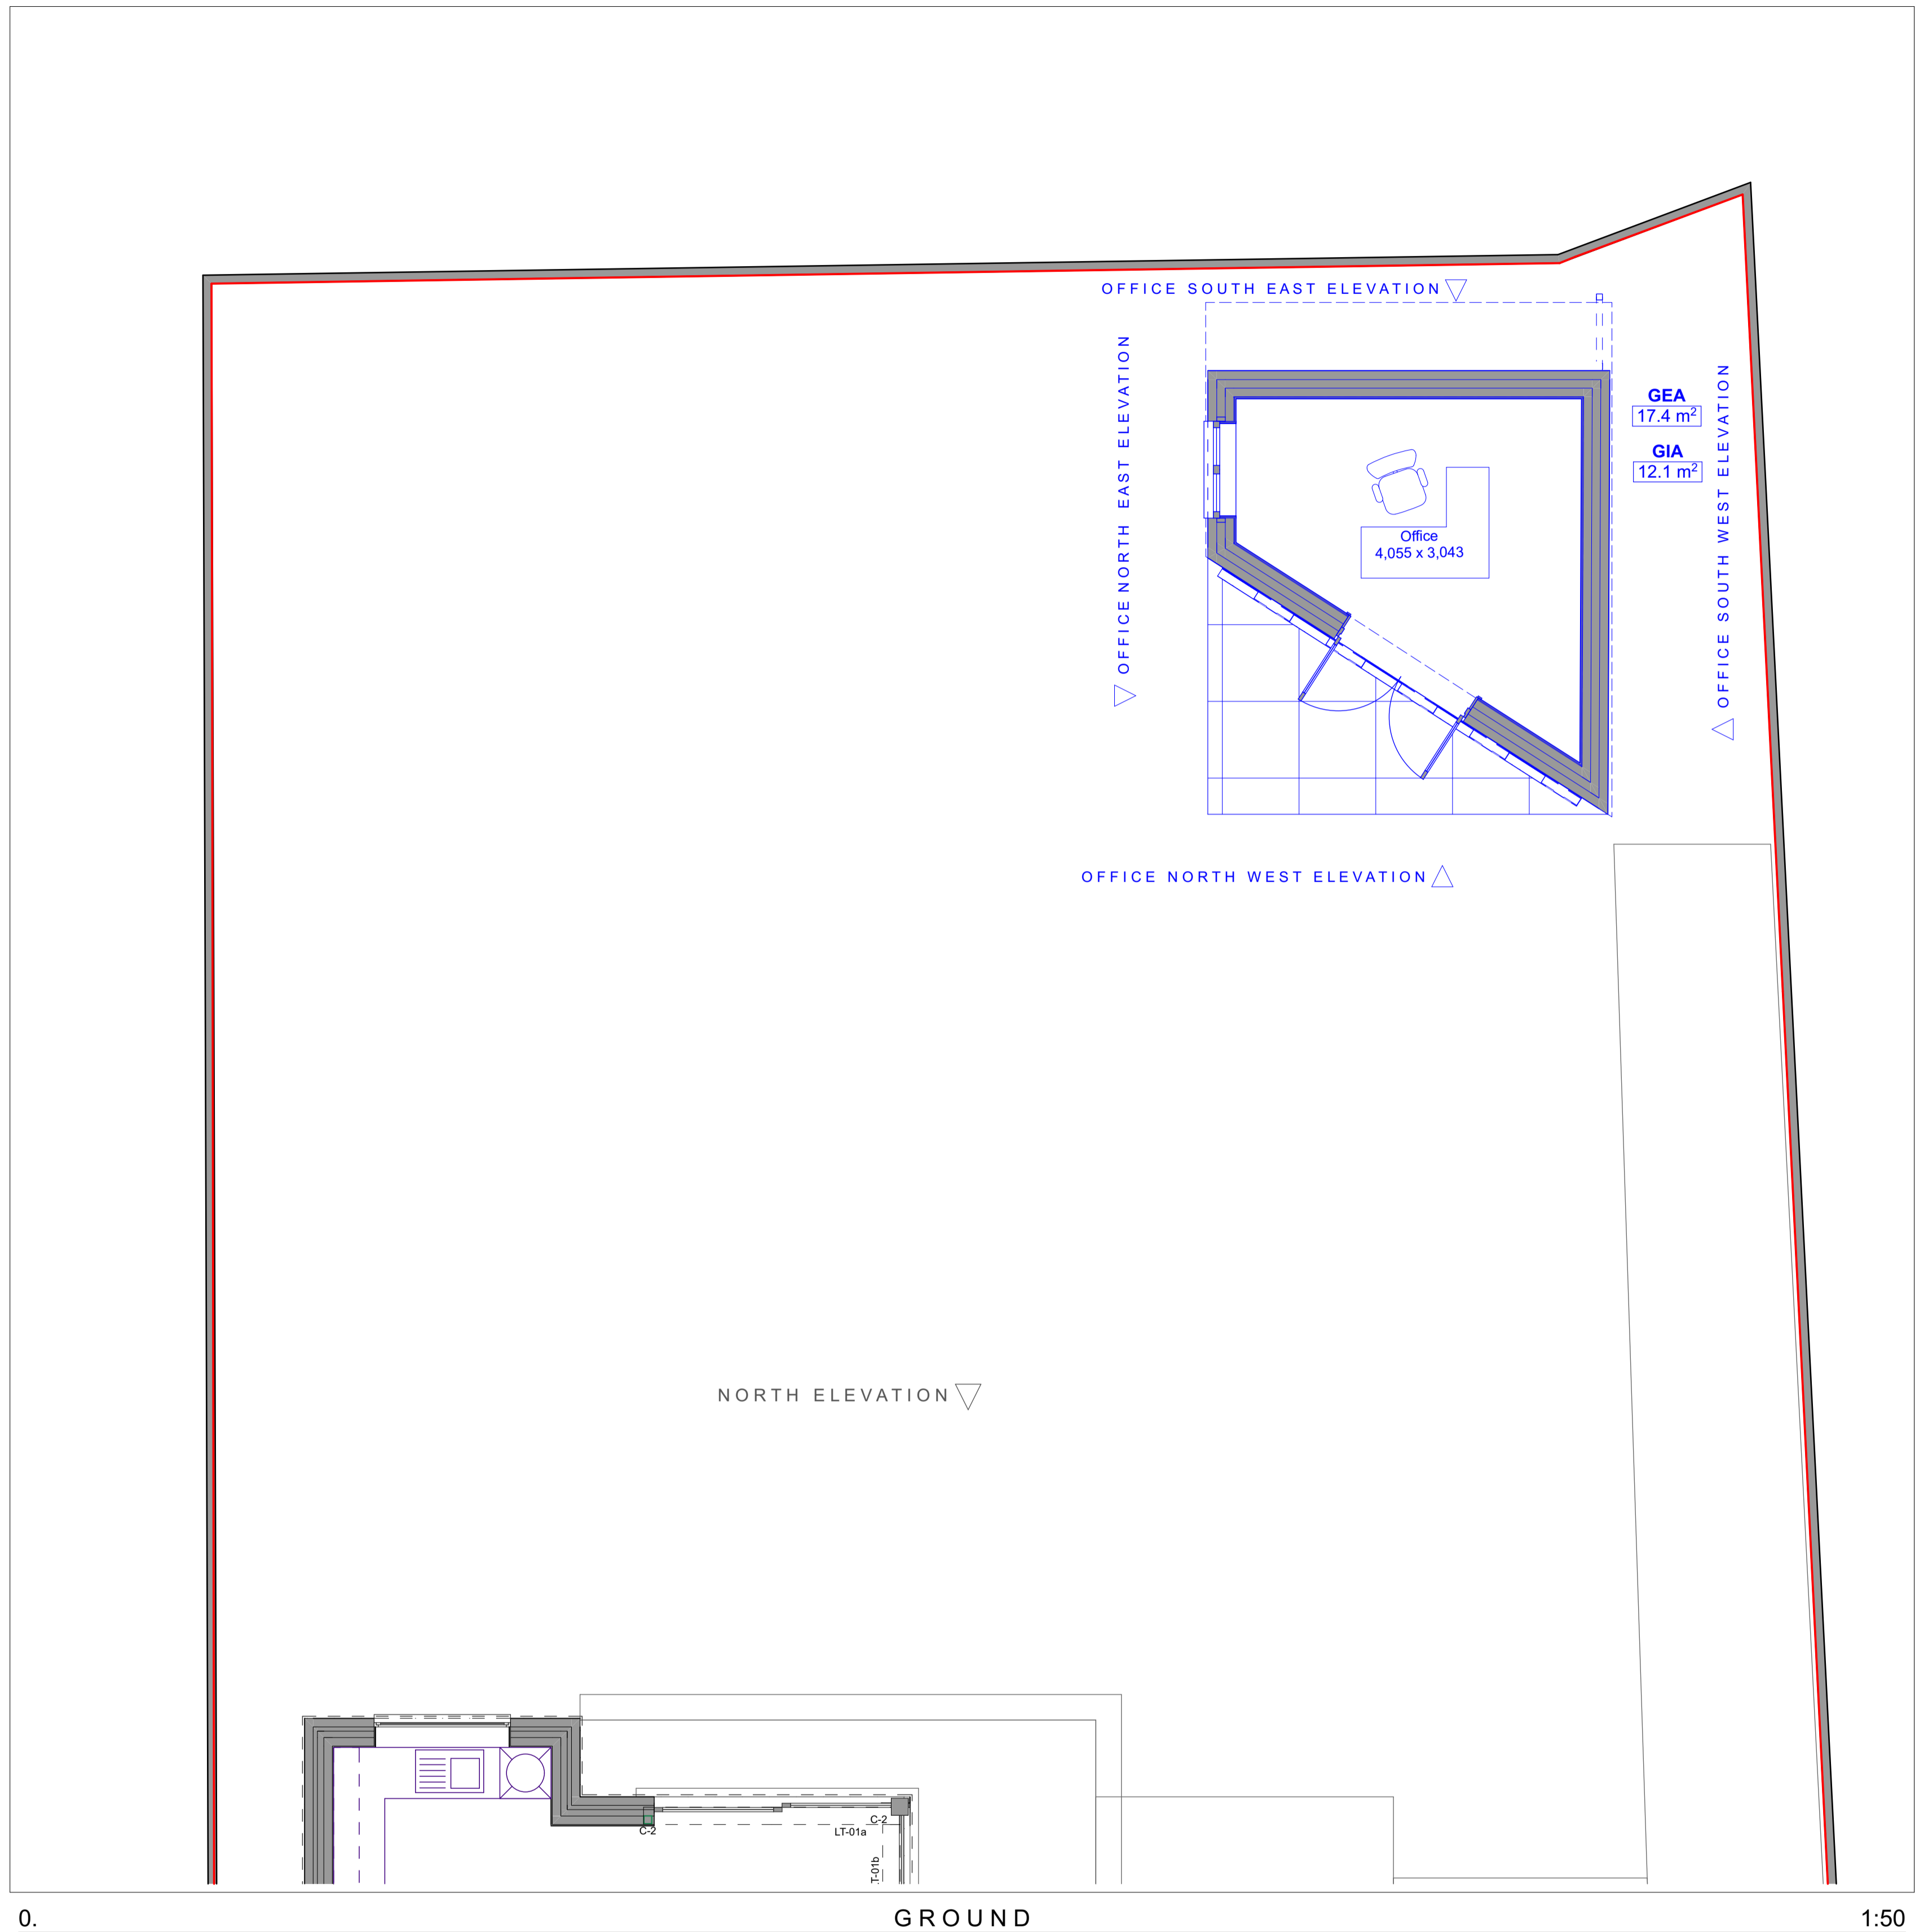 OFFICE SOUTH EAST ELEVATION
OFFICE NORTH EAST ELEVATION
OFFICE SOUTH WEST ELEVATION
GEA
17.4 m²
GIA
12.1 m²
Office
4,055 x 3,043
OFFICE NORTH WEST ELEVATION
NORTH ELEVATION
C-2
C-2
LT-01a
T-01b
0.
GROUND
1:50